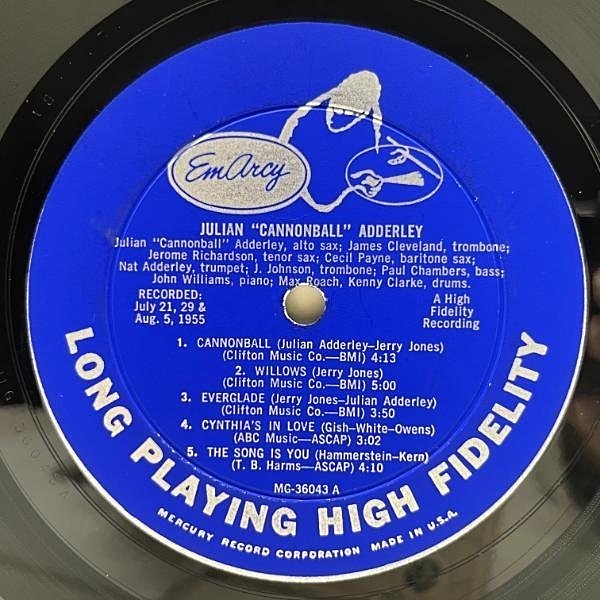 EmArcy
JULIAN "CANNONBALL" ADDERLEY
Julian "Cannonball" Adderley, alto sax; James Cleveland, trombone;
Jerome Richardson, tenor sax; Cecil Payne, baritone sax;
Nat Adderley, trumpet; J. Johnson, trombone; Paul Chambers, bass;
John Williams, piano; Max Roach, Kenny Clarke, drums.
RECORDED:
July 21, 29 &
Aug. 5, 1955
A High
Fidelity
Recording
1. CANNONBALL (Julian Adderley—Jerry Jones)
(Clifton Music Co.—BMI) 4:13
2. WILLOWS (Jerry Jones)
(Clifton Music Co.—BMI) 5:00
3. EVERGLADE (Jerry Jones—Julian Adderley)
(Clifton Music Co.—BMI) 3:50
4. CYNTHIA'S IN LOVE (Gish—White—Owens)
(ABC Music—ASCAP) 3:02
5. THE SONG IS YOU (Hammerstein—Kern)
(T. B. Harms—ASCAP) 4:10
MG-36043 A
LONG PLAYING HIGH FIDELITY
MERCURY RECORD CORPORATION MADE IN U.S.A.